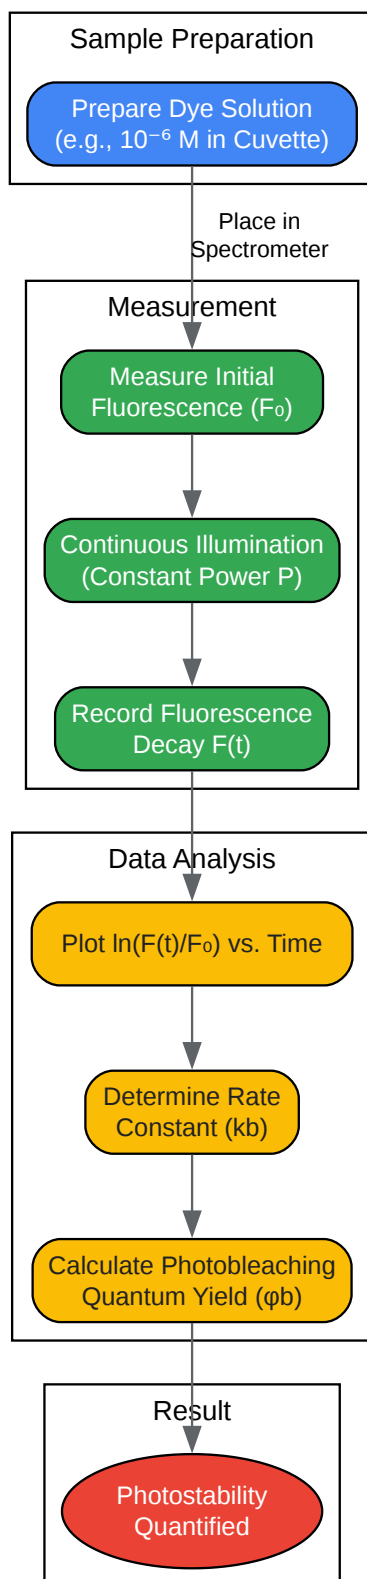 Sample Preparation
Prepare Dye Solution
(e.g., 10⁻⁶ M in Cuvette)
Place in
Spectrometer
Measurement
Measure Initial
Fluorescence (F₀)
Continuous Illumination
(Constant Power P)
Record Fluorescence
Decay F(t)
Data Analysis
Plot ln(F(t)/F₀) vs. Time
Determine Rate
Constant (kb)
Calculate Photobleaching
Quantum Yield (φb)
Result
Photostability
Quantified